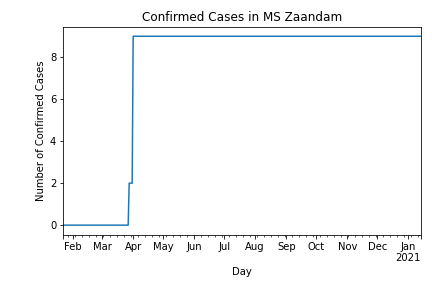 Confirmed Cases in MS Zaandam
Number of Confirmed Cases
8
6
4
2
0
Feb Mar Apr May Jun Jul Aug Sep Oct Nov Dec Jan
2021
Day